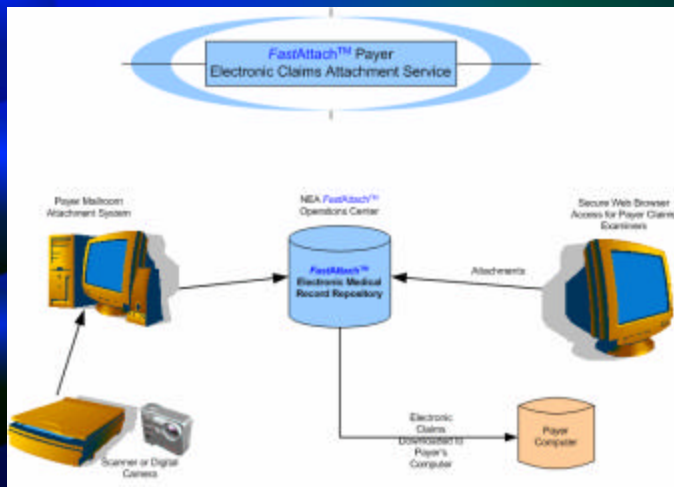 FastAttach™ Payer
Electronic Claims Attachment Service
Payer Mailroom
Attachment System
NEA FastAttach™
Operations Center
Secure Web Browser
Access for Payer Claims
Examiners
FastAttach™
Electronic Medical
Record Repository
Attachments
Scanner or Digital
Camera
Electronic
Claims
Downloaded to
Payer's
Computer
Payer
Computer